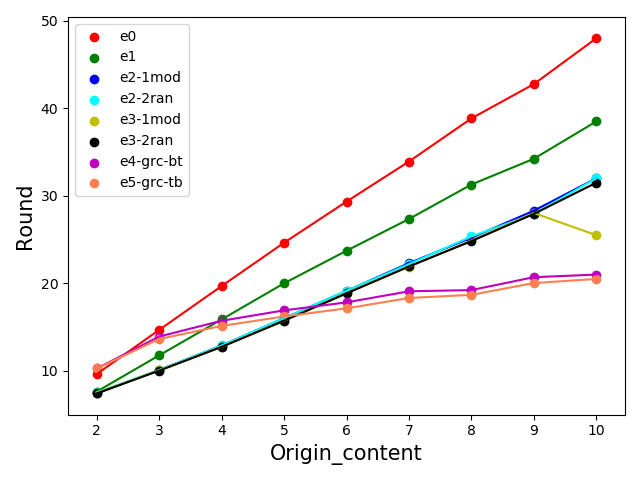 50
40
30
20
10
Round
e0
e1
e2-1mod
e2-2ran
e3-1mod
e3-2ran
e4-grc-bt
e5-grc-tb
2 3 4 5 6 7 8 9 10
Origin_content